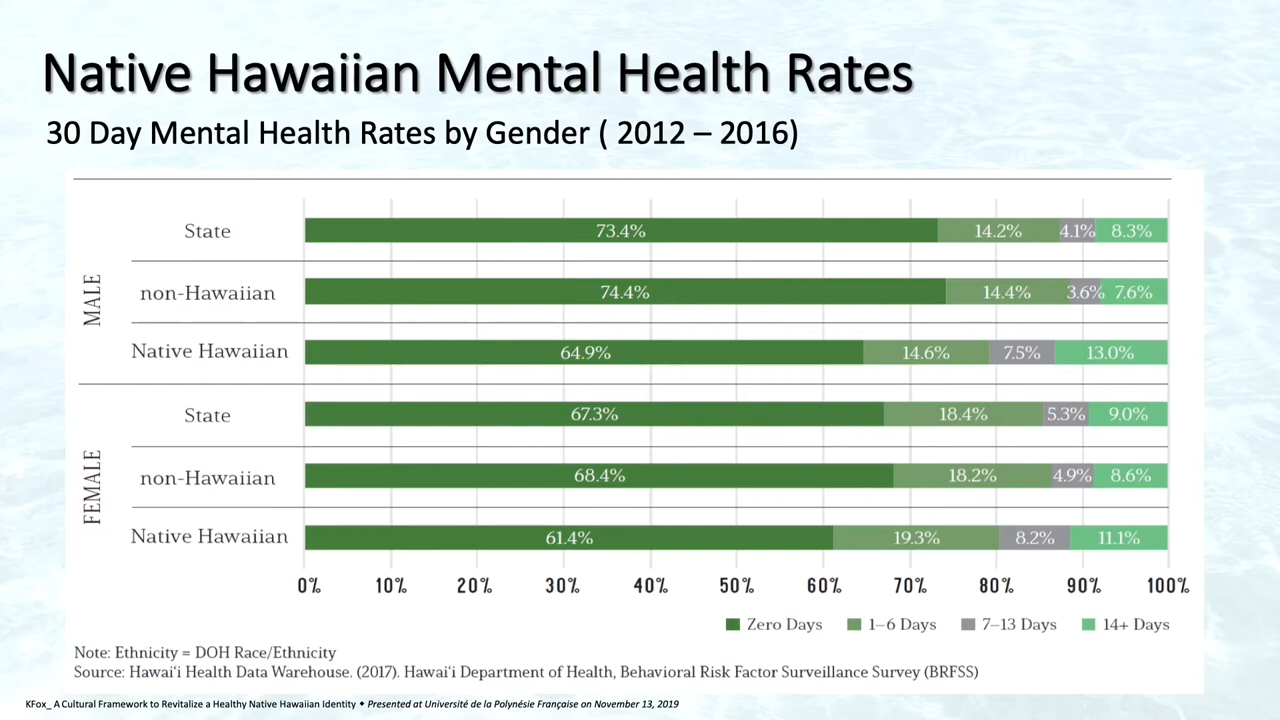 Native Hawaiian Mental Health Rates
30 Day Mental Health Rates by Gender ( 2012 – 2016)
MALE
State 73.4% 14.2% 4.1% 8.3%
non-Hawaiian 74.4% 14.4% 3.6% 7.6%
Native Hawaiian 64.9% 14.6% 7.5% 13.0%
FEMALE
State 67.3% 18.4% 5.3% 9.0%
non-Hawaiian 68.4% 18.2% 4.9% 8.6%
Native Hawaiian 61.4% 19.3% 8.2% 11.1%
0% 10% 20% 30% 40% 50% 60% 70% 80% 90% 100%
Zero Days 1–6 Days 7–13 Days 14+ Days
Note: Ethnicity = DOH Race/Ethnicity
Source: Hawai‘i Health Data Warehouse. (2017). Hawai‘i Department of Health, Behavioral Risk Factor Surveillance Survey (BRFSS)
KFox_ A Cultural Framework to Revitalize a Healthy Native Hawaiian Identity • Presented at Université de la Polynésie Française on November 13, 2019